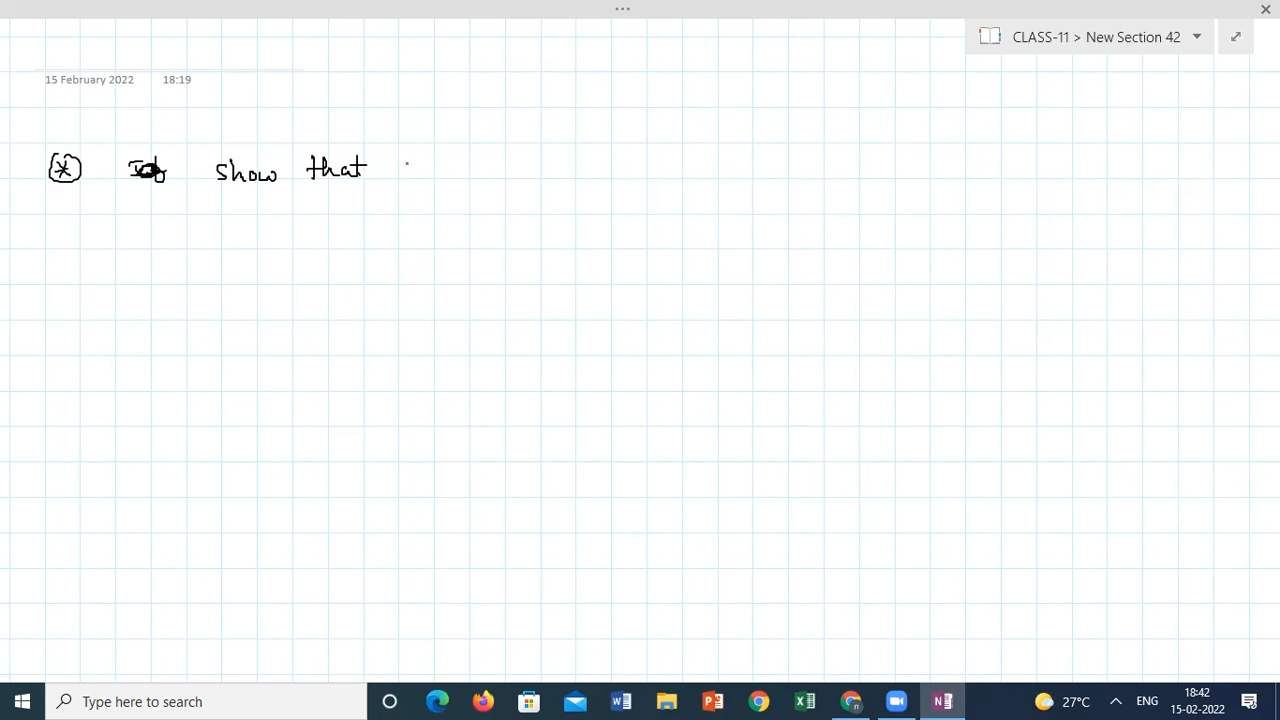 CLASS-11 > New Section 42
15 February 2022 18:19
show that
Type here to search
27°C ENG 18:42
15-02-2022